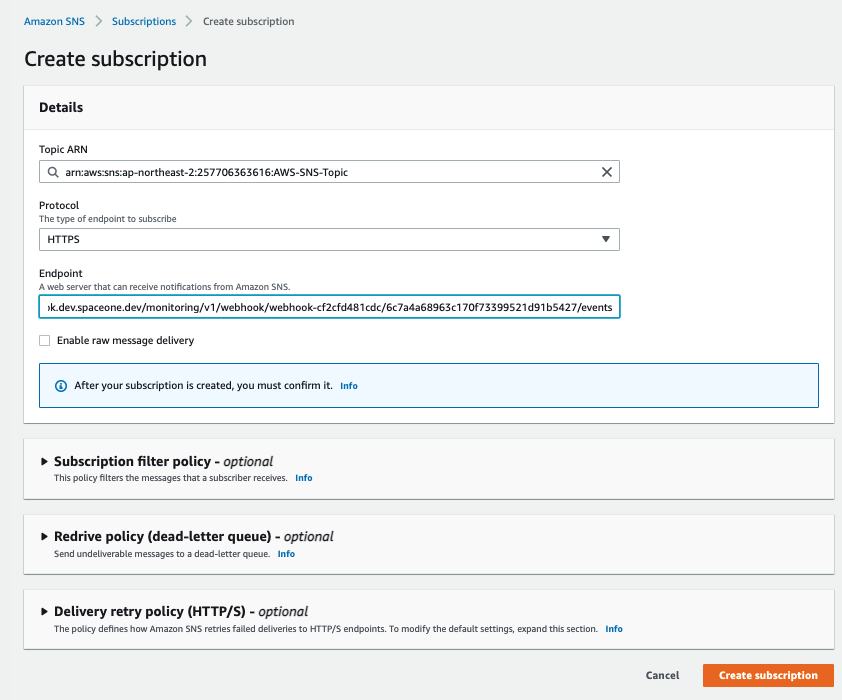 Amazon SNS > Subscriptions > Create subscription
Create subscription
Details
Topic ARN
arn:aws:sns:ap-northeast-2:257706363616:AWS-SNS-Topic
Protocol
The type of endpoint to subscribe
HTTPS
Endpoint
A web server that can receive notifications from Amazon SNS.
ok.dev.spaceone.dev/monitoring/v1/webhook/webhook-cf2cfd481cdc/6c7a4a68963c170f73399521d91b5427/events
Enable raw message delivery
After your subscription is created, you must confirm it. Info
Subscription filter policy - optional
This policy filters the messages that a subscriber receives. Info
Redrive policy (dead-letter queue) - optional
Send undeliverable messages to a dead-letter queue. Info
Delivery retry policy (HTTP/S) - optional
The policy defines how Amazon SNS retries failed deliveries to HTTP/S endpoints. To modify the default settings, expand this section. Info
Cancel Create subscription